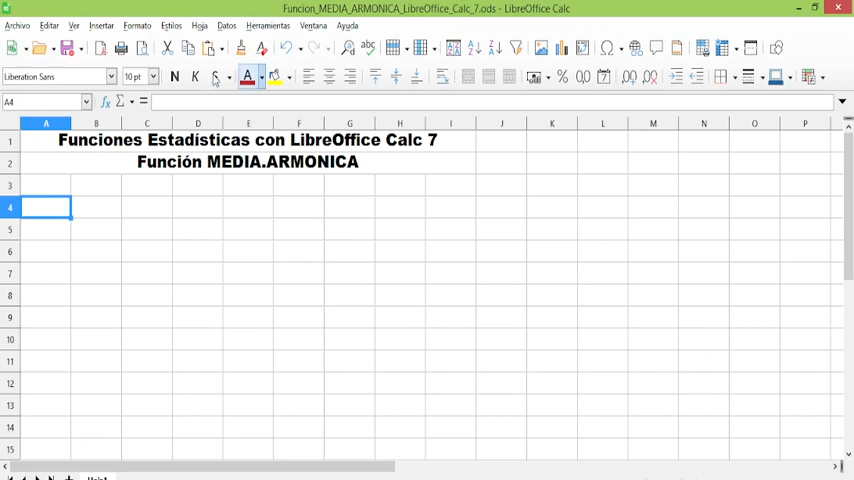 Funcion_MEDIA_ARMONICA_LibreOffice_Calc_7.ods - LibreOffice Calc
Archivo Editar Ver Insertar Formato Estilos Hoja Datos Herramientas Ventana Ayuda
Liberation Sans 10 pt N K S A
A4
A B C D E F G H I J K L M N O P
1 Funciones Estadísticas con LibreOffice Calc 7
2 Función MEDIA.ARMONICA
3
4
5
6
7
8
9
10
11
12
13
14
15
Hoja1